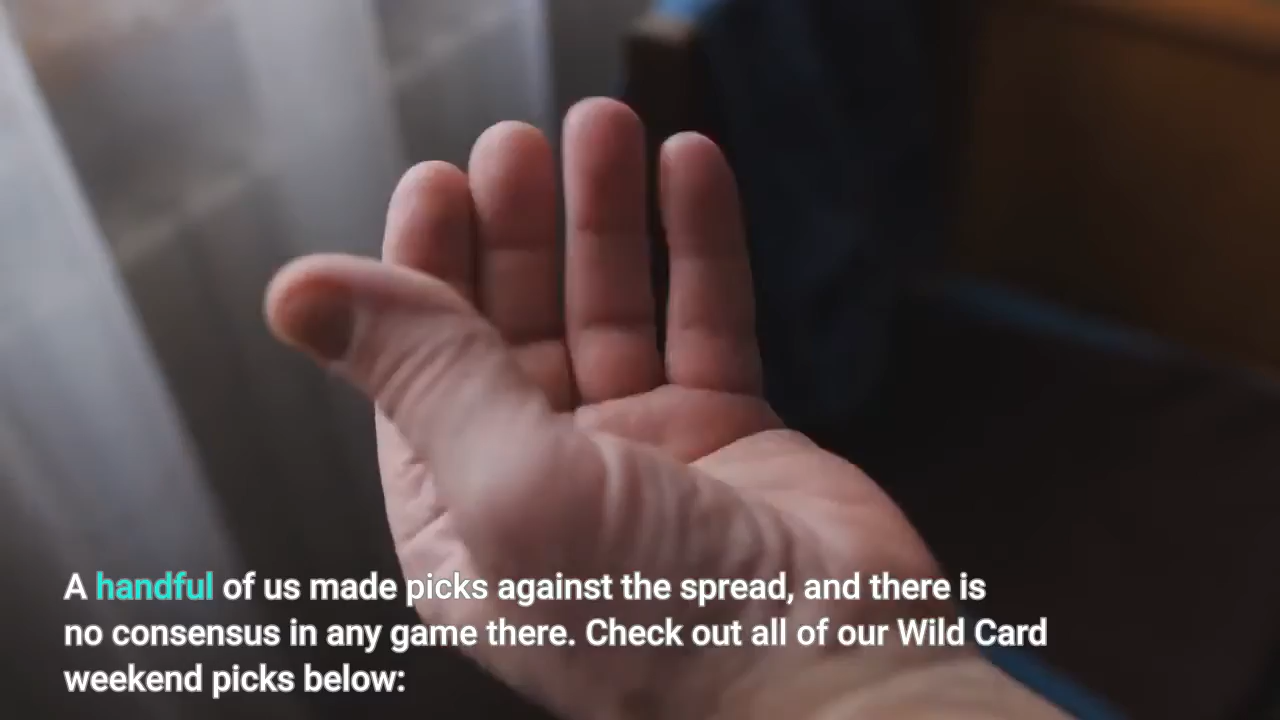 A handful of us made picks against the spread, and there is
no consensus in any game there. Check out all of our Wild Card
weekend picks below: